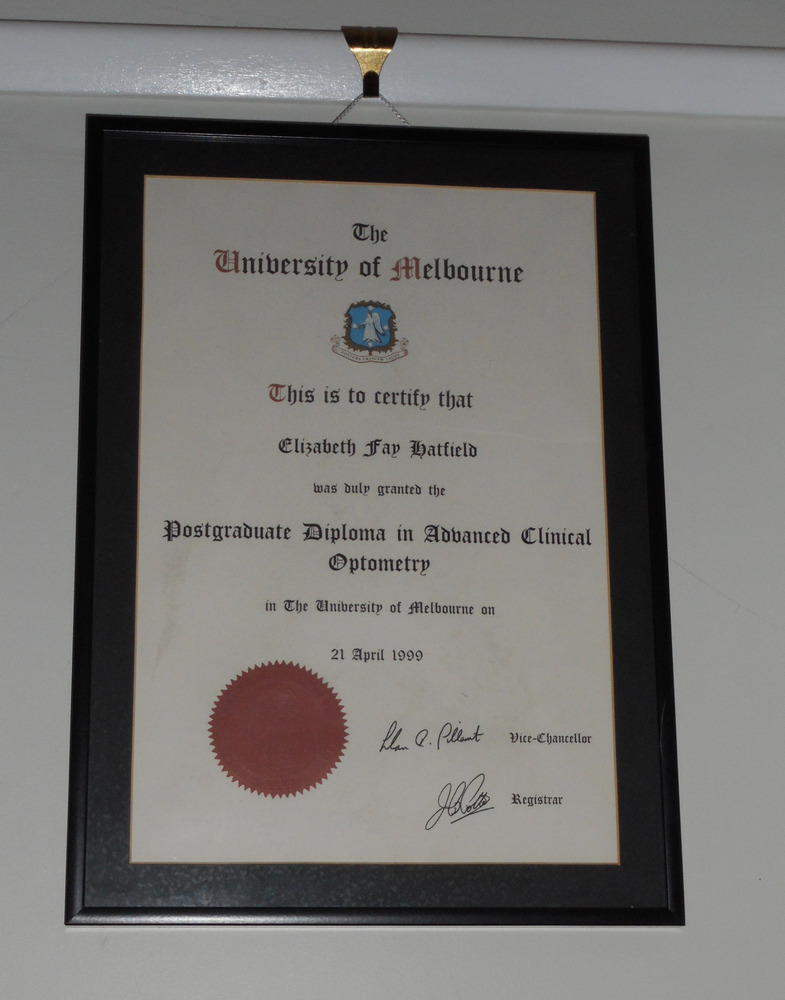 The
University of Melbourne
This is to certify that
Elizabeth Fay Hatfield
was duly granted the
Postgraduate Diploma in Advanced Clinical
Optometry
in The University of Melbourne on
21 April 1999
Vice-Chancellor
Registrar